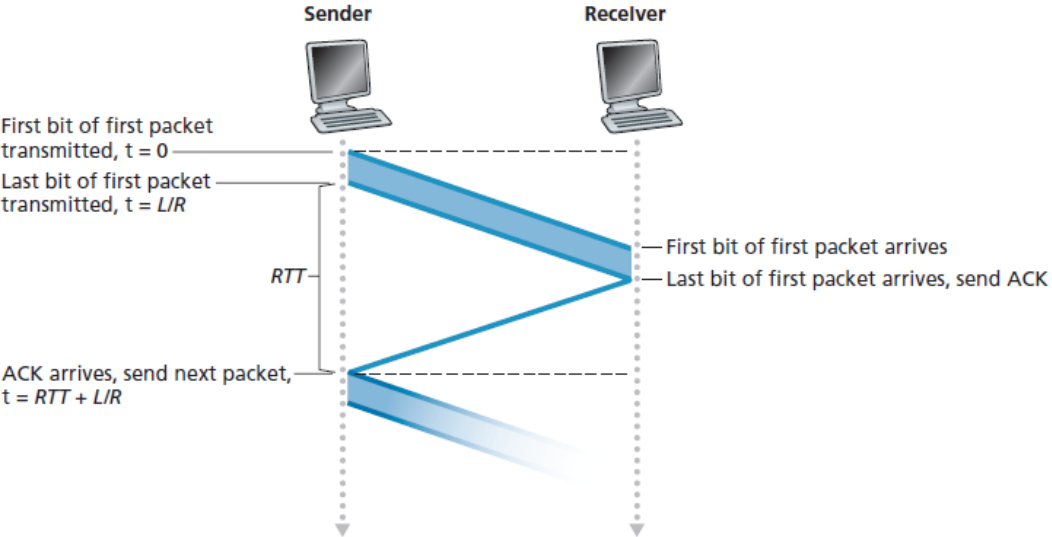 Sender
Receiver
First bit of first packet
transmitted, t = 0
Last bit of first packet
transmitted, t = L/R
First bit of first packet arrives
Last bit of first packet arrives, send ACK
RTT
ACK arrives, send next packet,
t = RTT + L/R